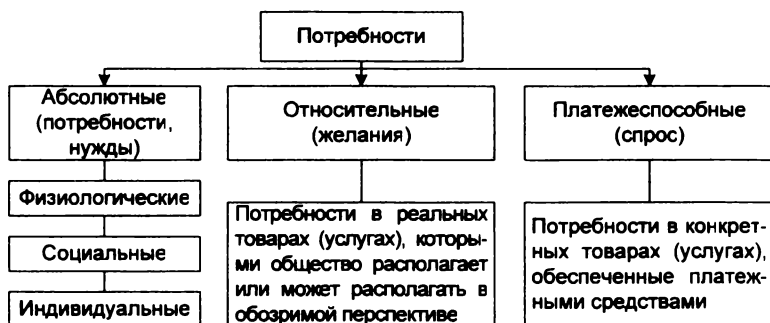 Потребности
Абсолютные
(потребности,
нужды)
Физиологические
Социальные
Индивидуальные
Относительные
(желания)
Потребности в реальных
товарах (услугах), которы-
ми общество располагает
или может располагать в
обозримой перспективе
Платежеспособные
(спрос)
Потребности в конкрет-
ных товарах (услугах),
обеспеченные платеж-
ными средствами